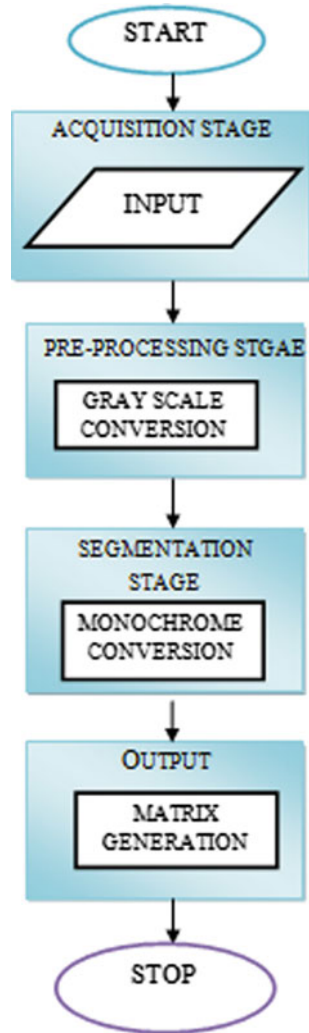 START
ACQUISITION STAGE
INPUT
PRE-PROCESSING STGAE
GRAY SCALE
CONVERSION
SEGMENTATION
STAGE
MONOCHROME
CONVERSION
OUTPUT
MATRIX
GENERATION
STOP